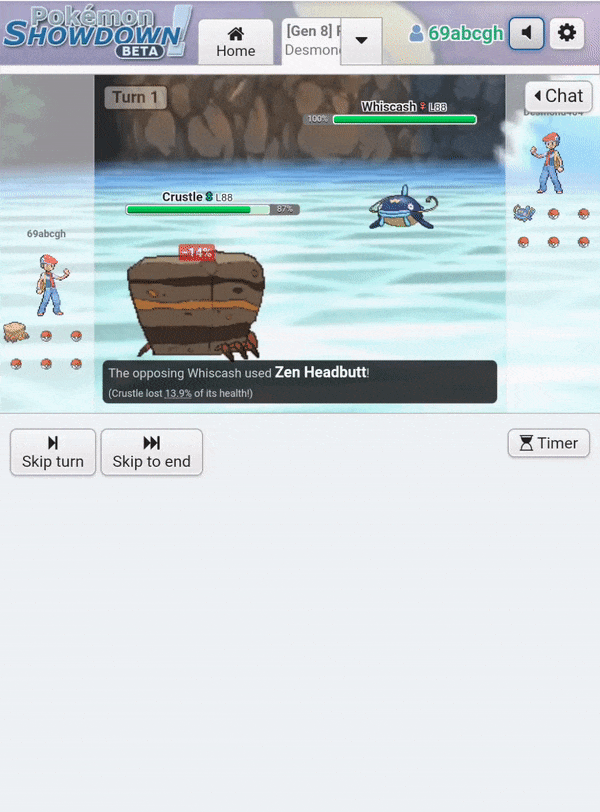 Pokémon
SHOWDOWN!
BETA
Home
[Gen 8]
69abcgh
Turn 1
Chat
Whiscash ♀ L88
100%
Crustle L88
87%
69abcgh
−14%
The opposing Whiscash used Zen Headbutt!
(Crustle lost 13.9% of its health!)
Skip turn
Skip to end
Timer